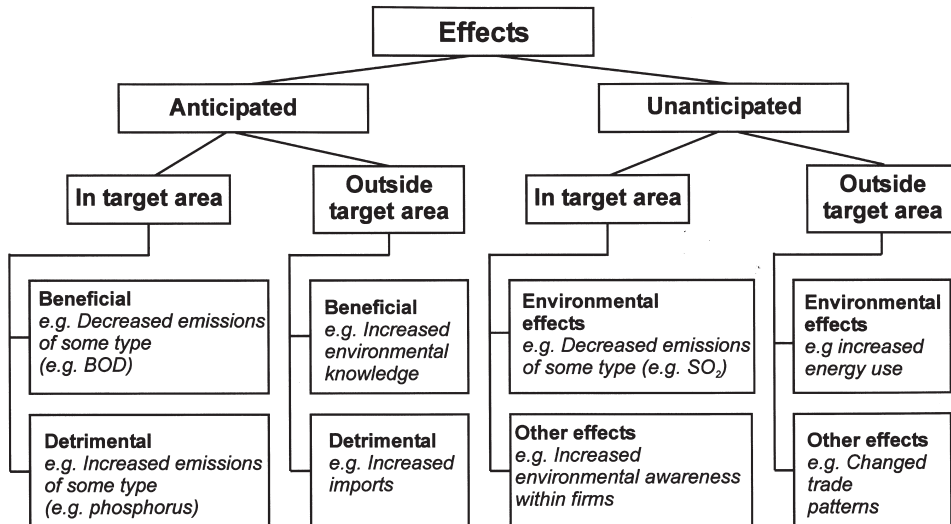 Effects
Anticipated
Unanticipated
In target area
Outside
target area
In target area
Outside
target area
Beneficial
e.g. Decreased emissions
of some type
(e.g. BOD)
Beneficial
e.g. Increased
environmental
knowledge
Environmental
effects
e.g. Decreased emissions
of some type (e.g. SO₂)
Environmental
effects
e.g increased
energy use
Detrimental
e.g. Increased emissions
of some type
(e.g. phosphorus)
Detrimental
e.g. Increased
imports
Other effects
e.g. Increased
environmental awareness
within firms
Other effects
e.g. Changed
trade
patterns